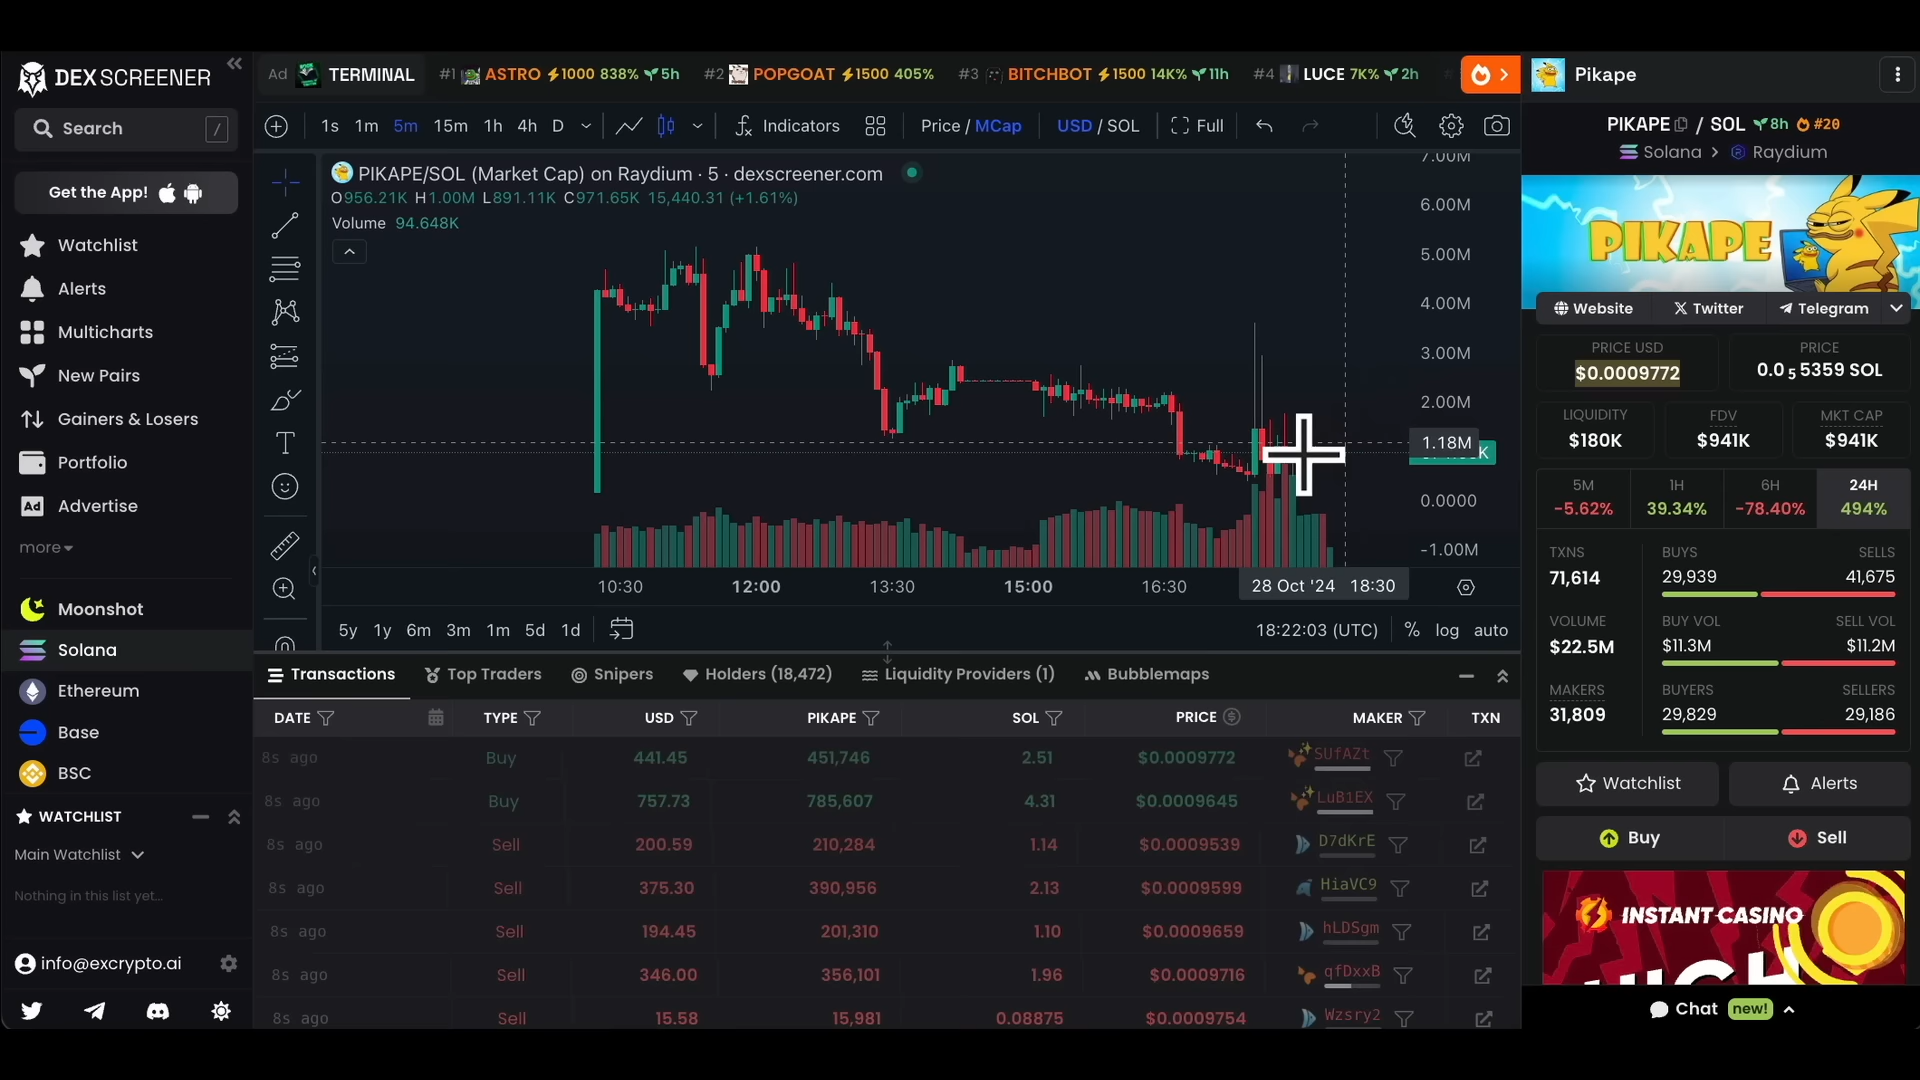 DEX SCREENER
Search /
Get the App!
Watchlist
Alerts
Multicharts
New Pairs
Gainers & Losers
Portfolio
Ad Advertise
more
Moonshot
Solana
Ethereum
Base
BSC
WATCHLIST
Main Watchlist
Nothing in this list yet...
info@excrypto.ai
Ad TERMINAL #1 ASTRO 1000 838% 5h #2 POPGOAT 1500 405% #3 BITCHBOT 1500 14K% 11h #4 LUCE 7K% 2h
1s 1m 5m 15m 1h 4h D Indicators Price / MCap USD / SOL Full
PIKAPE/SOL (Market Cap) on Raydium · 5 · dexscreener.com
O956.21K H1.00M L891.11K C971.65K 15,440.31 (+1.61%)
Volume 94.648K
7.00M
6.00M
5.00M
4.00M
3.00M
2.00M
1.18M
K
0.0000
-1.00M
10:30 12:00 13:30 15:00 16:30 28 Oct '24 18:30
5y 1y 6m 3m 1m 5d 1d 18:22:03 (UTC) % log auto
Transactions Top Traders Snipers Holders (18,472) Liquidity Providers (1) Bubblemaps
DATE TYPE USD PIKAPE SOL PRICE MAKER TXN
8s ago Buy 441.45 451,746 2.51 $0.0009772 SUfAZt
8s ago Buy 757.73 785,607 4.31 $0.0009645 LuB1EX
8s ago Sell 200.59 210,284 1.14 $0.0009539 D7dKrE
8s ago Sell 375.30 390,956 2.13 $0.0009599 HiaVC9
8s ago Sell 194.45 201,310 1.10 $0.0009659 hLDSgm
8s ago Sell 346.00 356,101 1.96 $0.0009716 qfDxxB
8s ago Sell 15.58 15,981 0.08875 $0.0009754 Wzsry2
Pikape
PIKAPE / SOL 8h #20
Solana > Raydium
PIKAPE
Website Twitter Telegram
PRICE USD PRICE
$0.0009772 0.0₅5359 SOL
LIQUIDITY FDV MKT CAP
$180K $941K $941K
5M 1H 6H 24H
-5.62% 39.34% -78.40% 494%
TXNS BUYS SELLS
71,614 29,939 41,675
VOLUME BUY VOL SELL VOL
$22.5M $11.3M $11.2M
MAKERS BUYERS SELLERS
31,809 29,829 29,186
Watchlist Alerts
Buy Sell
INSTANT CASINO
Chat new!